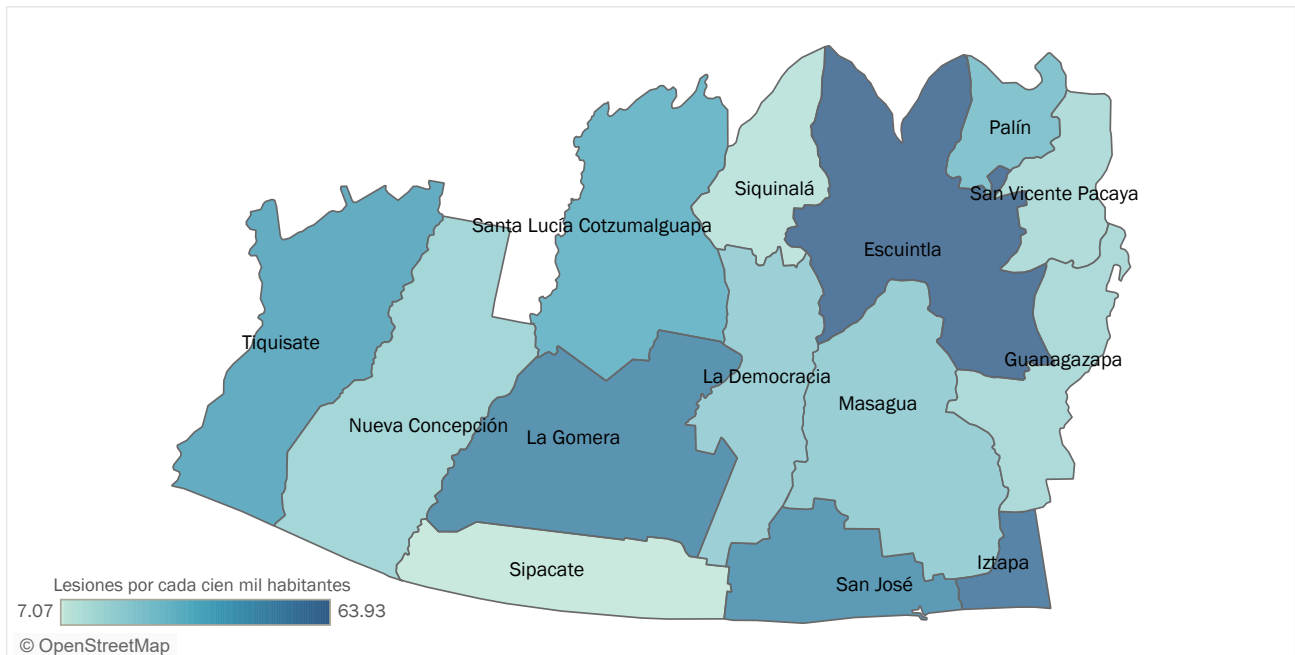 Palín
Siquinalá
San Vicente Pacaya
Santa Lucía Cotzumalguapa
Escuintla
Tiquisate
Guanagazapa
La Democracia
Masagua
Nueva Concepción
La Gomera
Iztapa
Sipacate
San José
Lesiones por cada cien mil habitantes
7.07
63.93
© OpenStreetMap